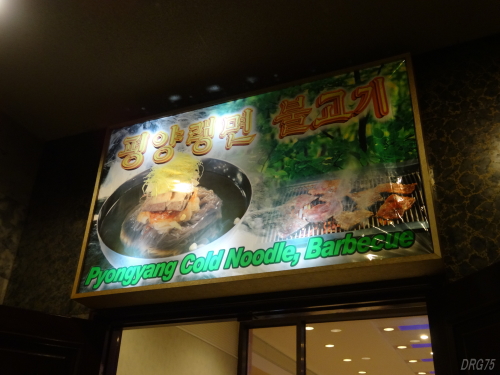 평양랭면 불고기
Pyongyang Cold Noodle, Barbecue
DRG75